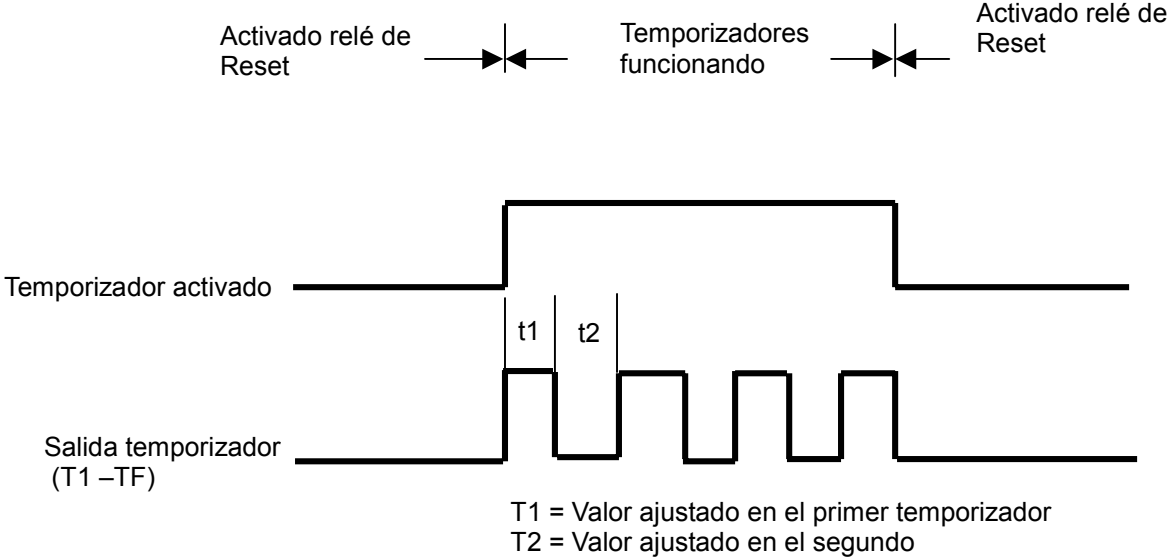 Activado relé de
Reset
Temporizadores
funcionando
Activado relé de
Reset
Temporizador activado
t1
t2
Salida temporizador
(T1 –TF)
T1 = Valor ajustado en el primer temporizador
T2 = Valor ajustado en el segundo